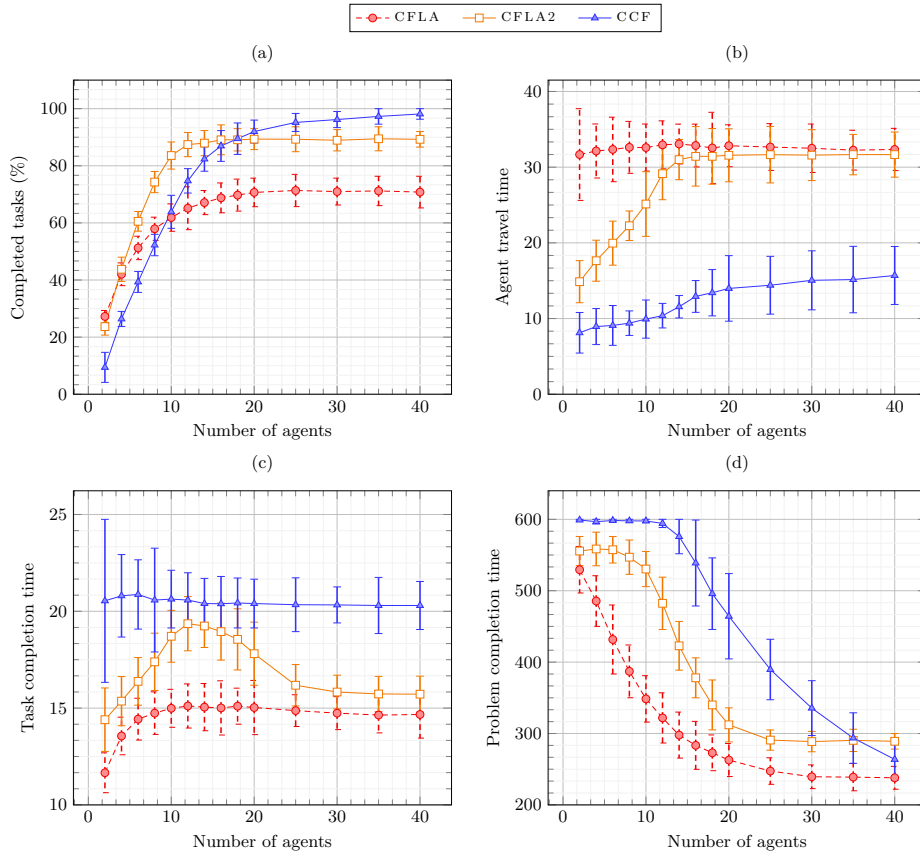 CFLA CFLA2 CCF
(a)
(b)
Completed tasks (%)
100
80
60
40
20
0
0 10 20 30 40
Number of agents
Agent travel time
40
30
20
10
0
0 10 20 30 40
Number of agents
(c)
(d)
Task completion time
25
20
15
10
0 10 20 30 40
Number of agents
Problem completion time
600
500
400
300
200
0 10 20 30 40
Number of agents